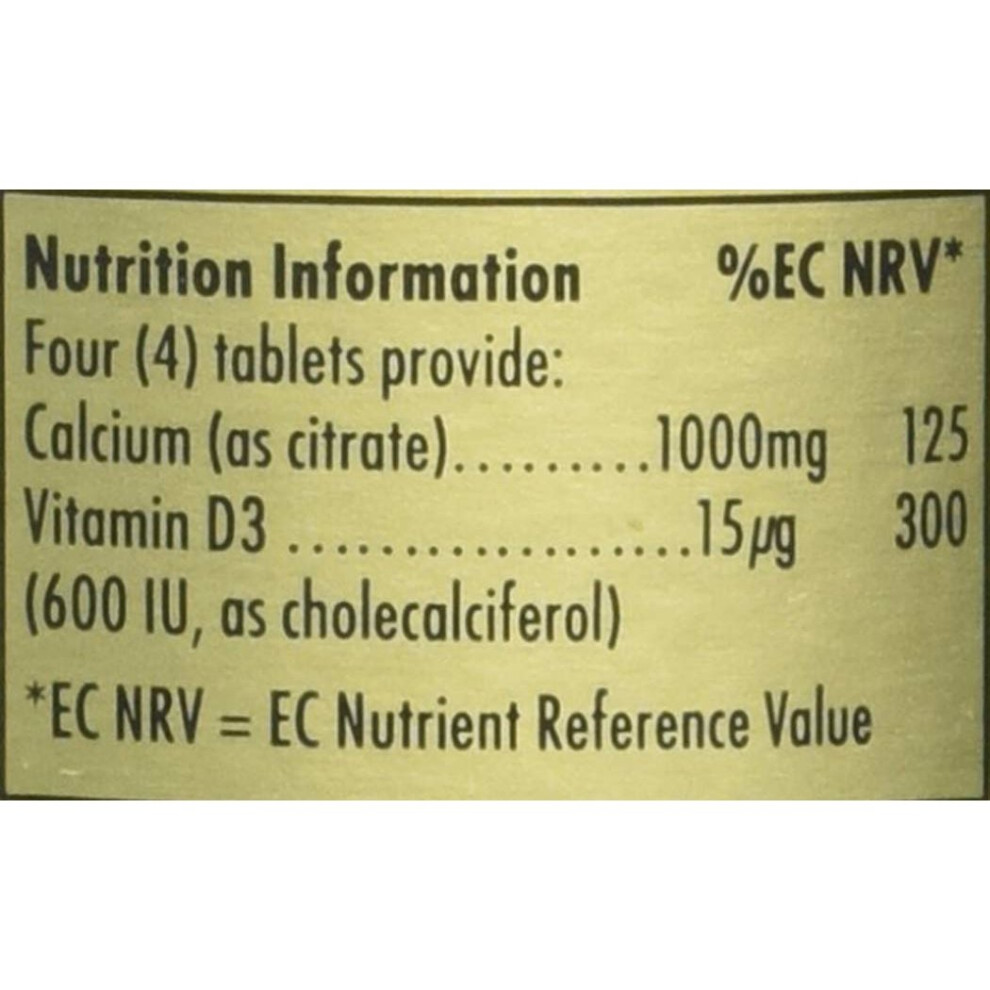 Nutrition Information %EC NRV*
Four (4) tablets provide:
Calcium (as citrate)..........1000mg 125
Vitamin D3 ...................15µg 300
(600 IU, as cholecalciferol)
*EC NRV = EC Nutrient Reference Value